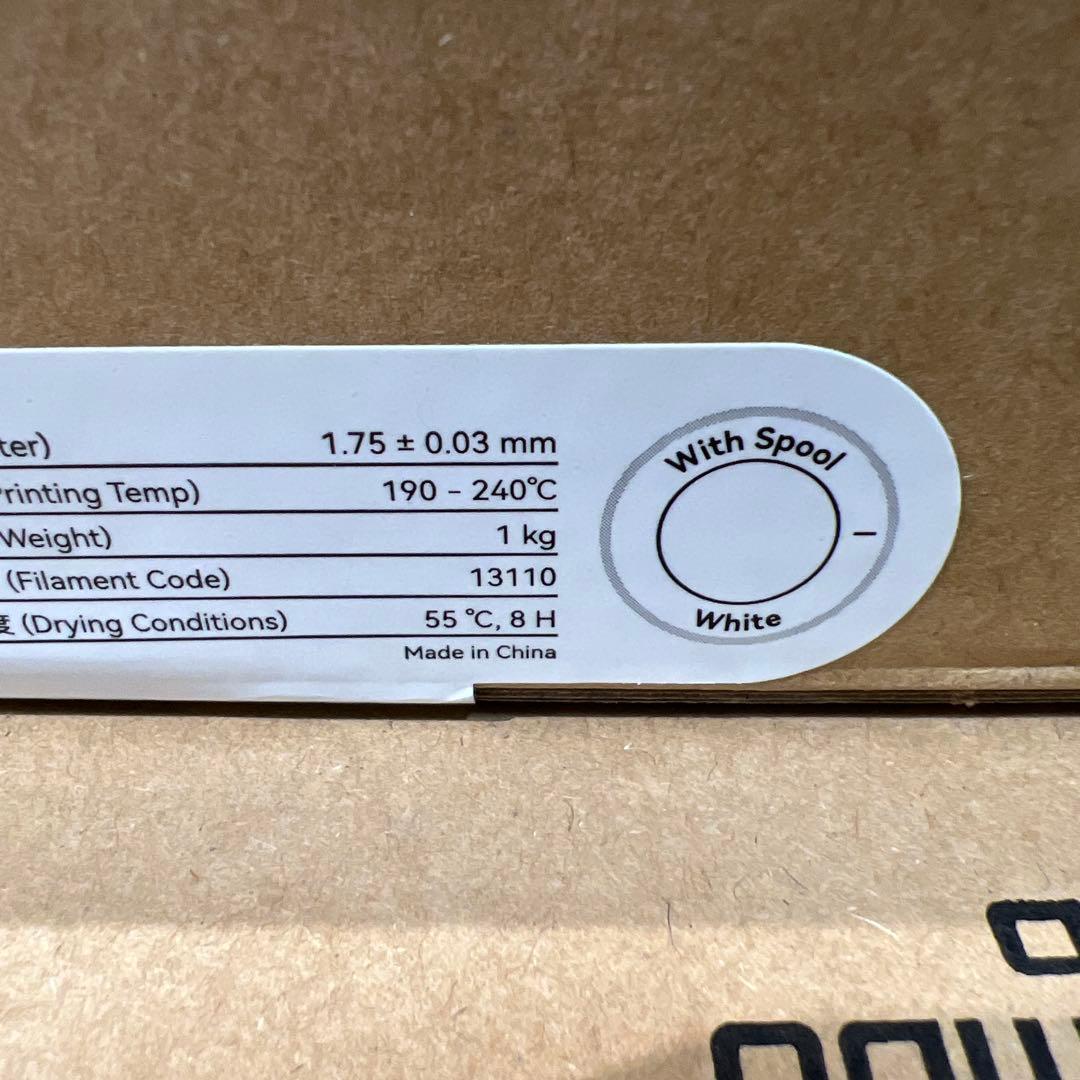 ter) 1.75 ± 0.03 mm
Printing Temp) 190 – 240℃
Weight) 1 kg
(Filament Code) 13110
度 (Drying Conditions) 55 ℃, 8 H
Made in China
With Spool
White